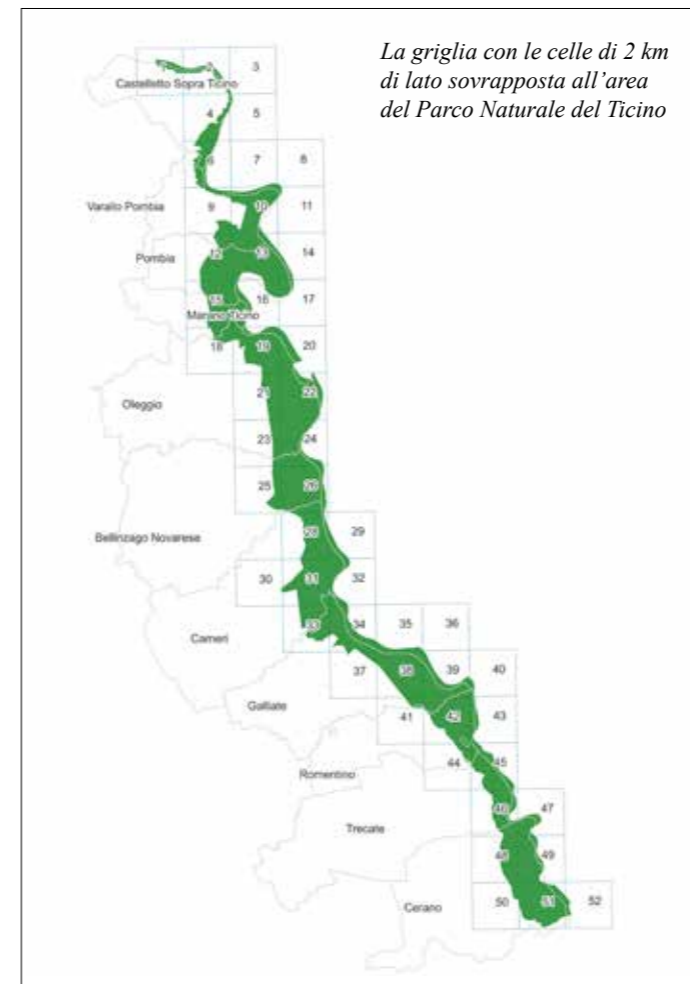 La griglia con le celle di 2 km
di lato sovrapposta all'area
del Parco Naturale del Ticino
1 2 3
Castelletto Sopra Ticino
4 5
6 7 8
Varallo Pombia
9 10 11
Pombia
12 13 14
15 16 17
Marano Ticino
18 19 20
Oleggio
21 22
23 24
25 26
Bellinzago Novarese
28 29
30 31 32
Cameri
33 34 35 36
37 38 39 40
Galliate
41 42 43
Romentino
44 45
46 47
Trecate
48 49
Cerano
50 51 52